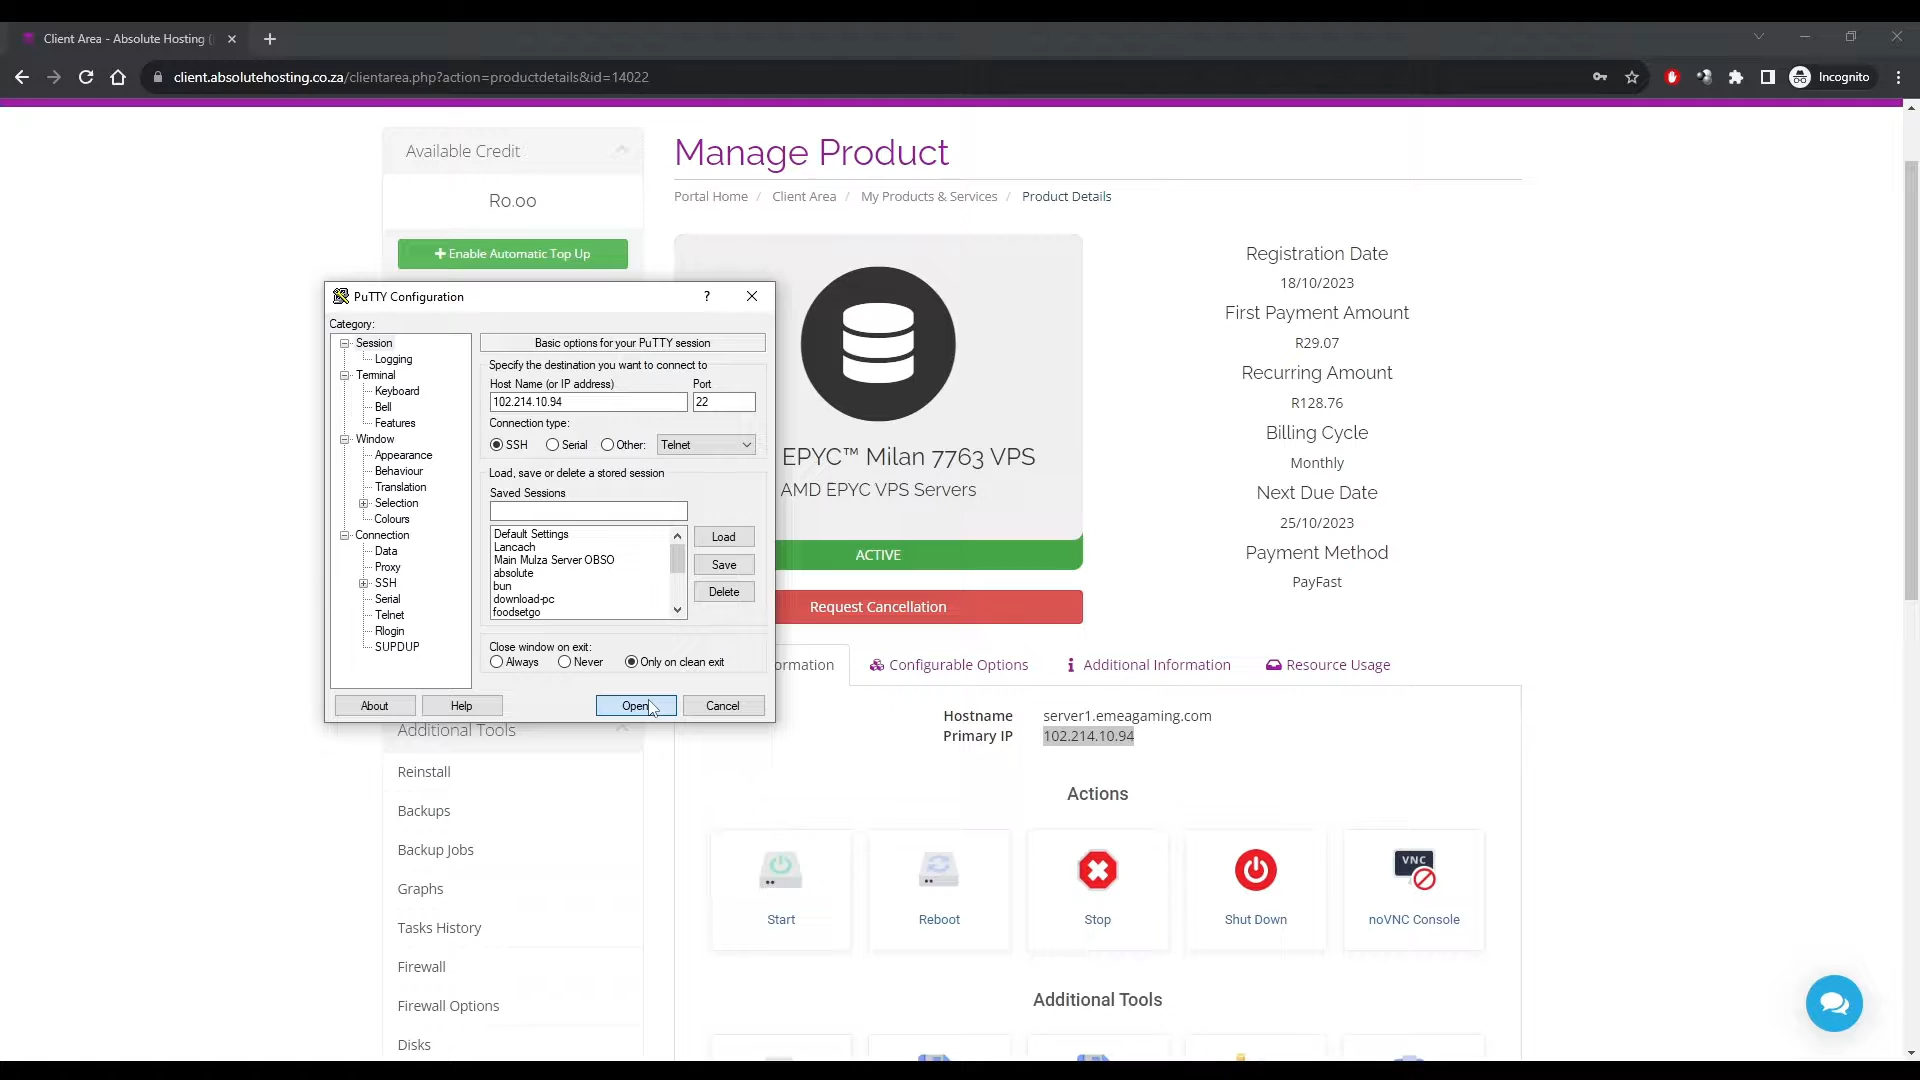 Client Area - Absolute Hosting (
client.absolutehosting.co.za/clientarea.php?action=productdetails&id=14022
Incognito
Available Credit
R0.00
Enable Automatic Top Up
Manage Product
Portal Home / Client Area / My Products & Services / Product Details
EPYC™ Milan 7763 VPS
AMD EPYC VPS Servers
ACTIVE
Request Cancellation
Registration Date
18/10/2023
First Payment Amount
R29.07
Recurring Amount
R128.76
Billing Cycle
Monthly
Next Due Date
25/10/2023
Payment Method
PayFast
PuTTY Configuration
?
Category:
Session
Logging
Terminal
Keyboard
Bell
Features
Window
Appearance
Behaviour
Translation
Selection
Colours
Connection
Data
Proxy
SSH
Serial
Telnet
Rlogin
SUPDUP
Basic options for your PuTTY session
Specify the destination you want to connect to
Host Name (or IP address) Port
102.214.10.94 22
Connection type:
SSH Serial Other: Telnet
Load, save or delete a stored session
Saved Sessions
Default Settings
Lancach
Main Mulza Server OBSO
absolute
bun
download-pc
foodsetgo
Load
Save
Delete
Close window on exit:
Always Never Only on clean exit
About Help Open Cancel
ormation Configurable Options Additional Information Resource Usage
Hostname server1.emeagaming.com
Primary IP 102.214.10.94
Actions
Start Reboot Stop Shut Down VNC noVNC Console
Additional Tools
Additional Tools
Reinstall
Backups
Backup Jobs
Graphs
Tasks History
Firewall
Firewall Options
Disks